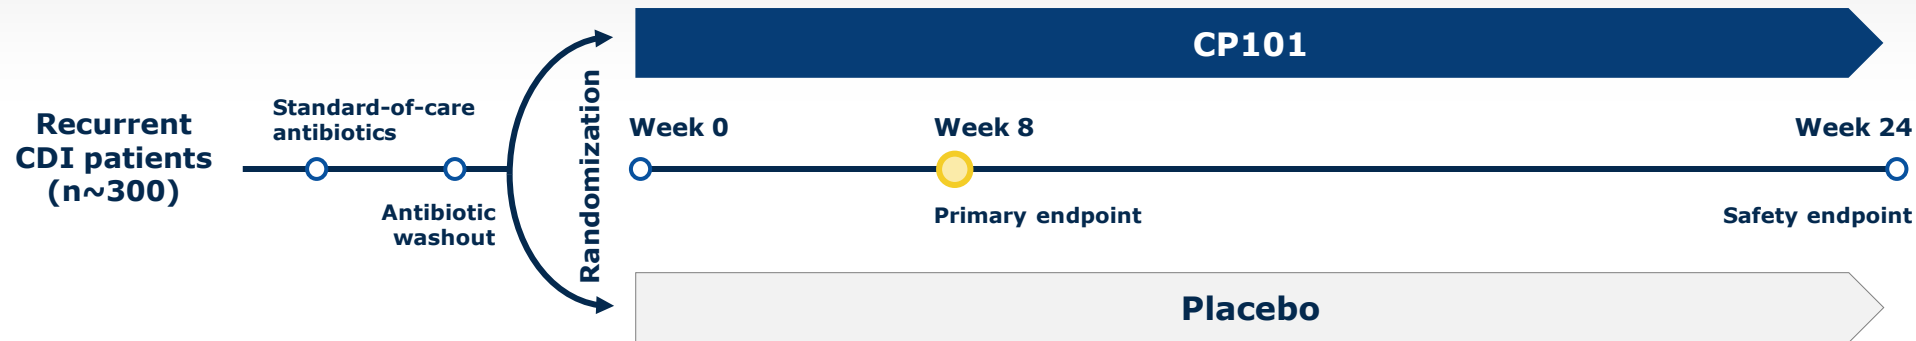 Recurrent
CDI patients
(n~300)
Standard-of-care
antibiotics
Antibiotic
washout
Randomization
CP101
Week 0
Week 8
Week 24
Primary endpoint
Safety endpoint
Placebo